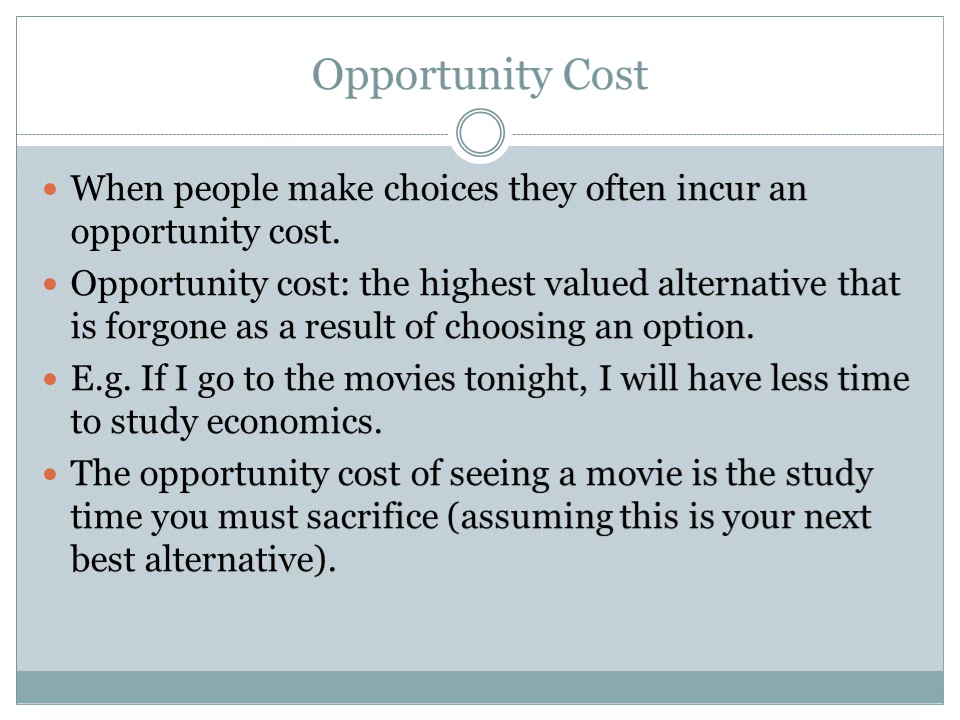 Opportunity Cost
When people make choices they often incur an
opportunity cost.
Opportunity cost: the highest valued alternative that
is forgone as a result of choosing an option.
E.g. If I go to the movies tonight, I will have less time
to study economics.
The opportunity cost of seeing a movie is the study
time you must sacrifice (assuming this is your next
best alternative).